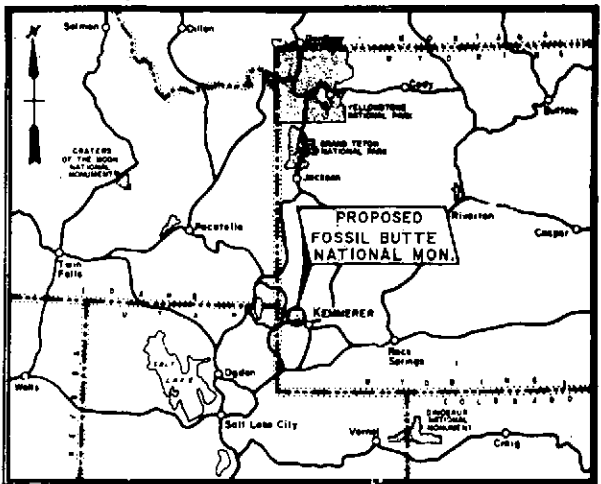 N
Salmon
Dillon
M O N T A N A
W Y O M I N G
Cody
YELLOWSTONE
NATIONAL PARK
Buffalo
CRATERS
OF THE MOON
NATIONAL
MONUMENT
GRAND TETON
NATIONAL PARK
Jackson
PROPOSED
FOSSIL BUTTE
NATIONAL MON.
Riverton
Casper
Pocatello
Twin
Falls
I D A H O
U T A H
KEMMERER
Rock
Springs
SALT
LAKE
Ogden
Wells
W Y O M I N G
C O L O R A D O
Salt Lake City
DINOSAUR
NATIONAL
MONUMENT
Vernal
Craig